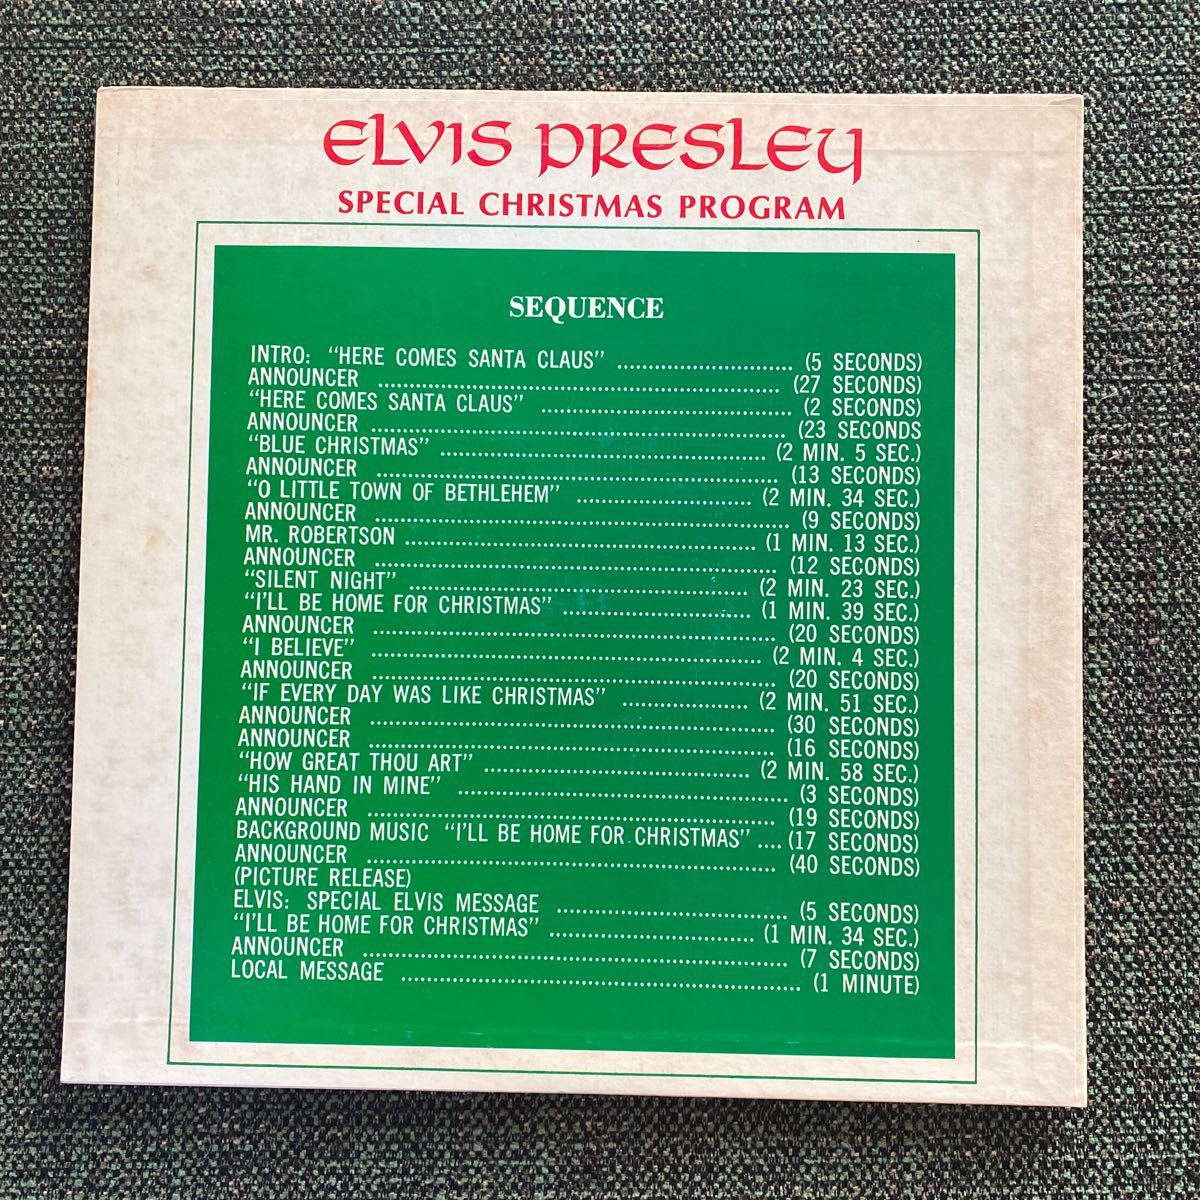 ELVIS PRESLEY
SPECIAL CHRISTMAS PROGRAM
SEQUENCE
INTRO: “HERE COMES SANTA CLAUS” ............................ (5 SECONDS)
ANNOUNCER ................................................................ (27 SECONDS)
“HERE COMES SANTA CLAUS” ........................................ (2 SECONDS)
ANNOUNCER ................................................................ (23 SECONDS
“BLUE CHRISTMAS” .................................................... (2 MIN. 5 SEC.)
ANNOUNCER ................................................................ (13 SECONDS)
“O LITTLE TOWN OF BETHLEHEM” ............................ (2 MIN. 34 SEC.)
ANNOUNCER ................................................................ (9 SECONDS)
MR. ROBERTSON ........................................................ (1 MIN. 13 SEC.)
ANNOUNCER ................................................................ (12 SECONDS)
“SILENT NIGHT” ........................................................ (2 MIN. 23 SEC.)
“I’LL BE HOME FOR CHRISTMAS” .............................. (1 MIN. 39 SEC.)
ANNOUNCER ................................................................ (20 SECONDS)
“I BELIEVE” .............................................................. (2 MIN. 4 SEC.)
ANNOUNCER ................................................................ (20 SECONDS)
“IF EVERY DAY WAS LIKE CHRISTMAS” .................... (2 MIN. 51 SEC.)
ANNOUNCER ................................................................ (30 SECONDS)
ANNOUNCER ................................................................ (16 SECONDS)
“HOW GREAT THOU ART” .......................................... (2 MIN. 58 SEC.)
“HIS HAND IN MINE” .................................................... (3 SECONDS)
ANNOUNCER ................................................................ (19 SECONDS)
BACKGROUND MUSIC “I’LL BE HOME FOR CHRISTMAS” .... (17 SECONDS)
ANNOUNCER ................................................................ (40 SECONDS)
(PICTURE RELEASE)
ELVIS: SPECIAL ELVIS MESSAGE .................................... (5 SECONDS)
“I’LL BE HOME FOR CHRISTMAS” ................................ (1 MIN. 34 SEC.)
ANNOUNCER .................................................................... (7 SECONDS)
LOCAL MESSAGE ................................................................ (1 MINUTE)